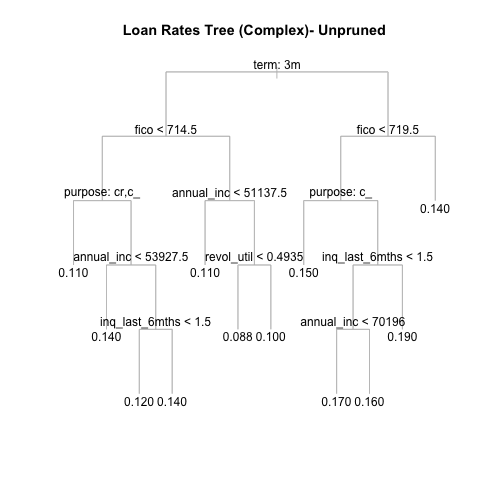 Loan Rates Tree (Complex)- Unpruned
term: 3m
fico < 714.5
fico < 719.5
purpose: cr,c_
annual_inc < 51137.5
purpose: c_
0.140
0.110
annual_inc < 53927.5
0.110
revol_util < 0.4935
0.150
inq_last_6mths < 1.5
0.140
inq_last_6mths < 1.5
0.088
0.100
annual_inc < 70196
0.190
0.120
0.140
0.170
0.160